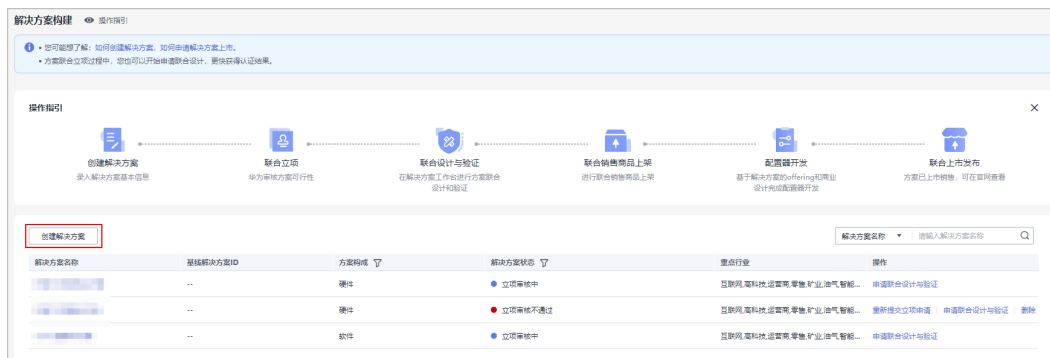 解决方案构建 操作指引
• 您可能想了解：如何创建解决方案、如何申请解决方案上市。
• 方案联合立项过程中，您也可以开始申请联合设计，更快获得认证结果。
操作指引
创建解决方案 联合立项 联合设计与验证 联合销售商品上架 配置器开发 联合上市发布
录入解决方案基本信息 华为审核方案可行性 在解决方案工作台进行方案联合 进行联合销售商品上架 基于解决方案的offering和商业 方案已上市销售，可在官网查看
设计和验证 设计完成配置器开发
创建解决方案 解决方案名称 请输入解决方案名称
解决方案名称 基线解决方案ID 方案构成 解决方案状态 重点行业 操作
-- 硬件 立项审核中 互联网,高科技,运营商,零售,矿业,油气,智能... 申请联合设计与验证
-- 硬件 立项审核不通过 互联网,高科技,运营商,零售,矿业,油气,智能... 重新提交立项申请 申请联合设计与验证 删除
-- 软件 立项审核中 互联网,高科技,运营商,零售,矿业,油气,智能... 申请联合设计与验证